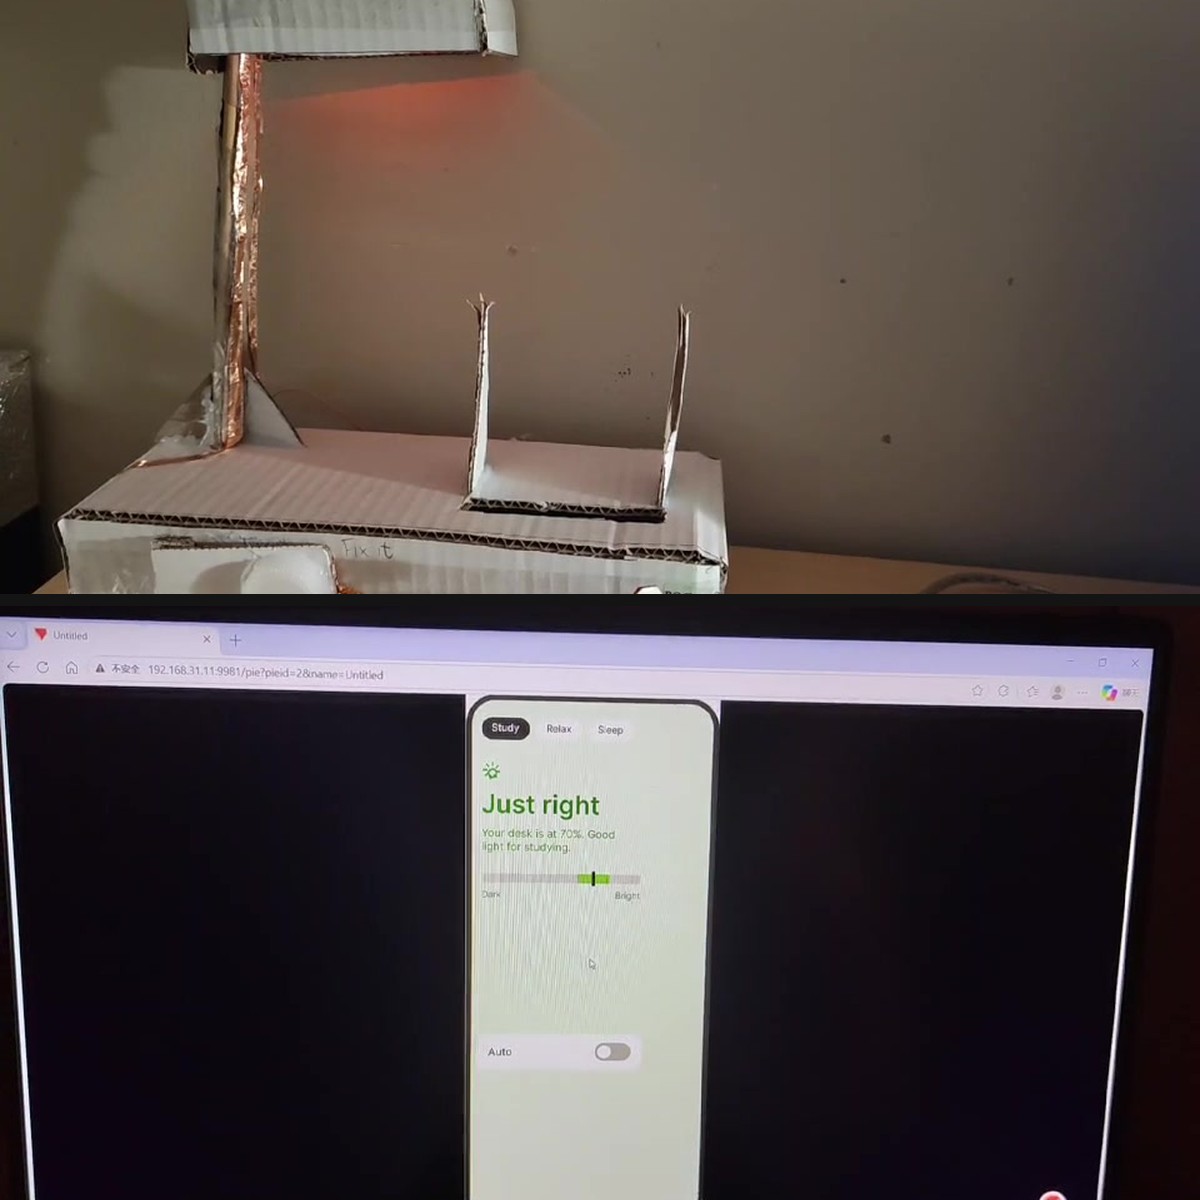 Fix it
Untitled
不安全 192.168.31.11:9981/pie?pieid=2&name=Untitled
Study Relax Sleep
Just right
Your desk is at 70%. Good
light for studying.
Dark Bright
Auto